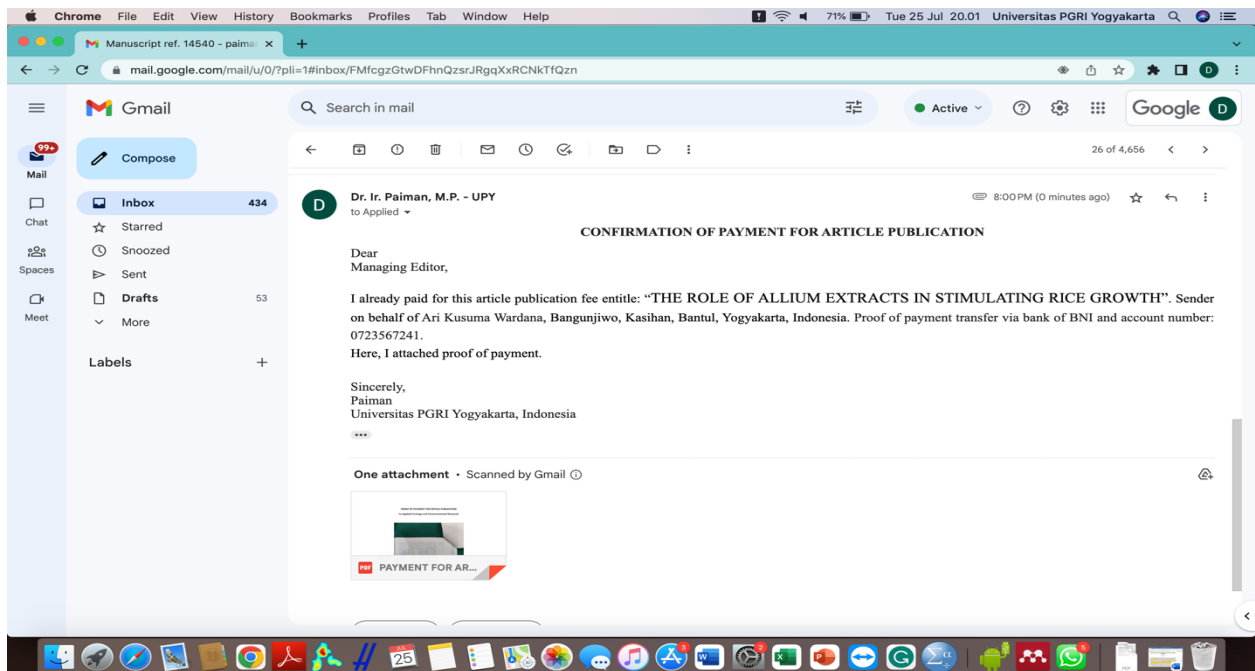 Chrome File Edit View History Bookmarks Profiles Tab Window Help 71% Tue 25 Jul 20.01 Universitas PGRI Yogyakarta
Manuscript ref. 14540 - paima
mail.google.com/mail/u/0/?pli=1#inbox/FMfcgzGtwDFhnQzsrJRgqXxRCNkTfQzn D
Gmail Search in mail Active Google D
99+ Compose 26 of 4,656
Mail
Inbox 434
Chat Starred
Snoozed
Spaces Sent
Drafts 53
Meet More
Labels
D Dr. Ir. Paiman, M.P. - UPY 8:00 PM (0 minutes ago)
to Applied
CONFIRMATION OF PAYMENT FOR ARTICLE PUBLICATION
Dear
Managing Editor,
I already paid for this article publication fee entitle: “THE ROLE OF ALLIUM EXTRACTS IN STIMULATING RICE GROWTH”. Sender
on behalf of Ari Kusuma Wardana, Bangunjiwo, Kasihan, Bantul, Yogyakarta, Indonesia. Proof of payment transfer via bank of BNI and account number:
0723567241.
Here, I attached proof of payment.
Sincerely,
Paiman
Universitas PGRI Yogyakarta, Indonesia
One attachment • Scanned by Gmail
PDF PAYMENT FOR AR...